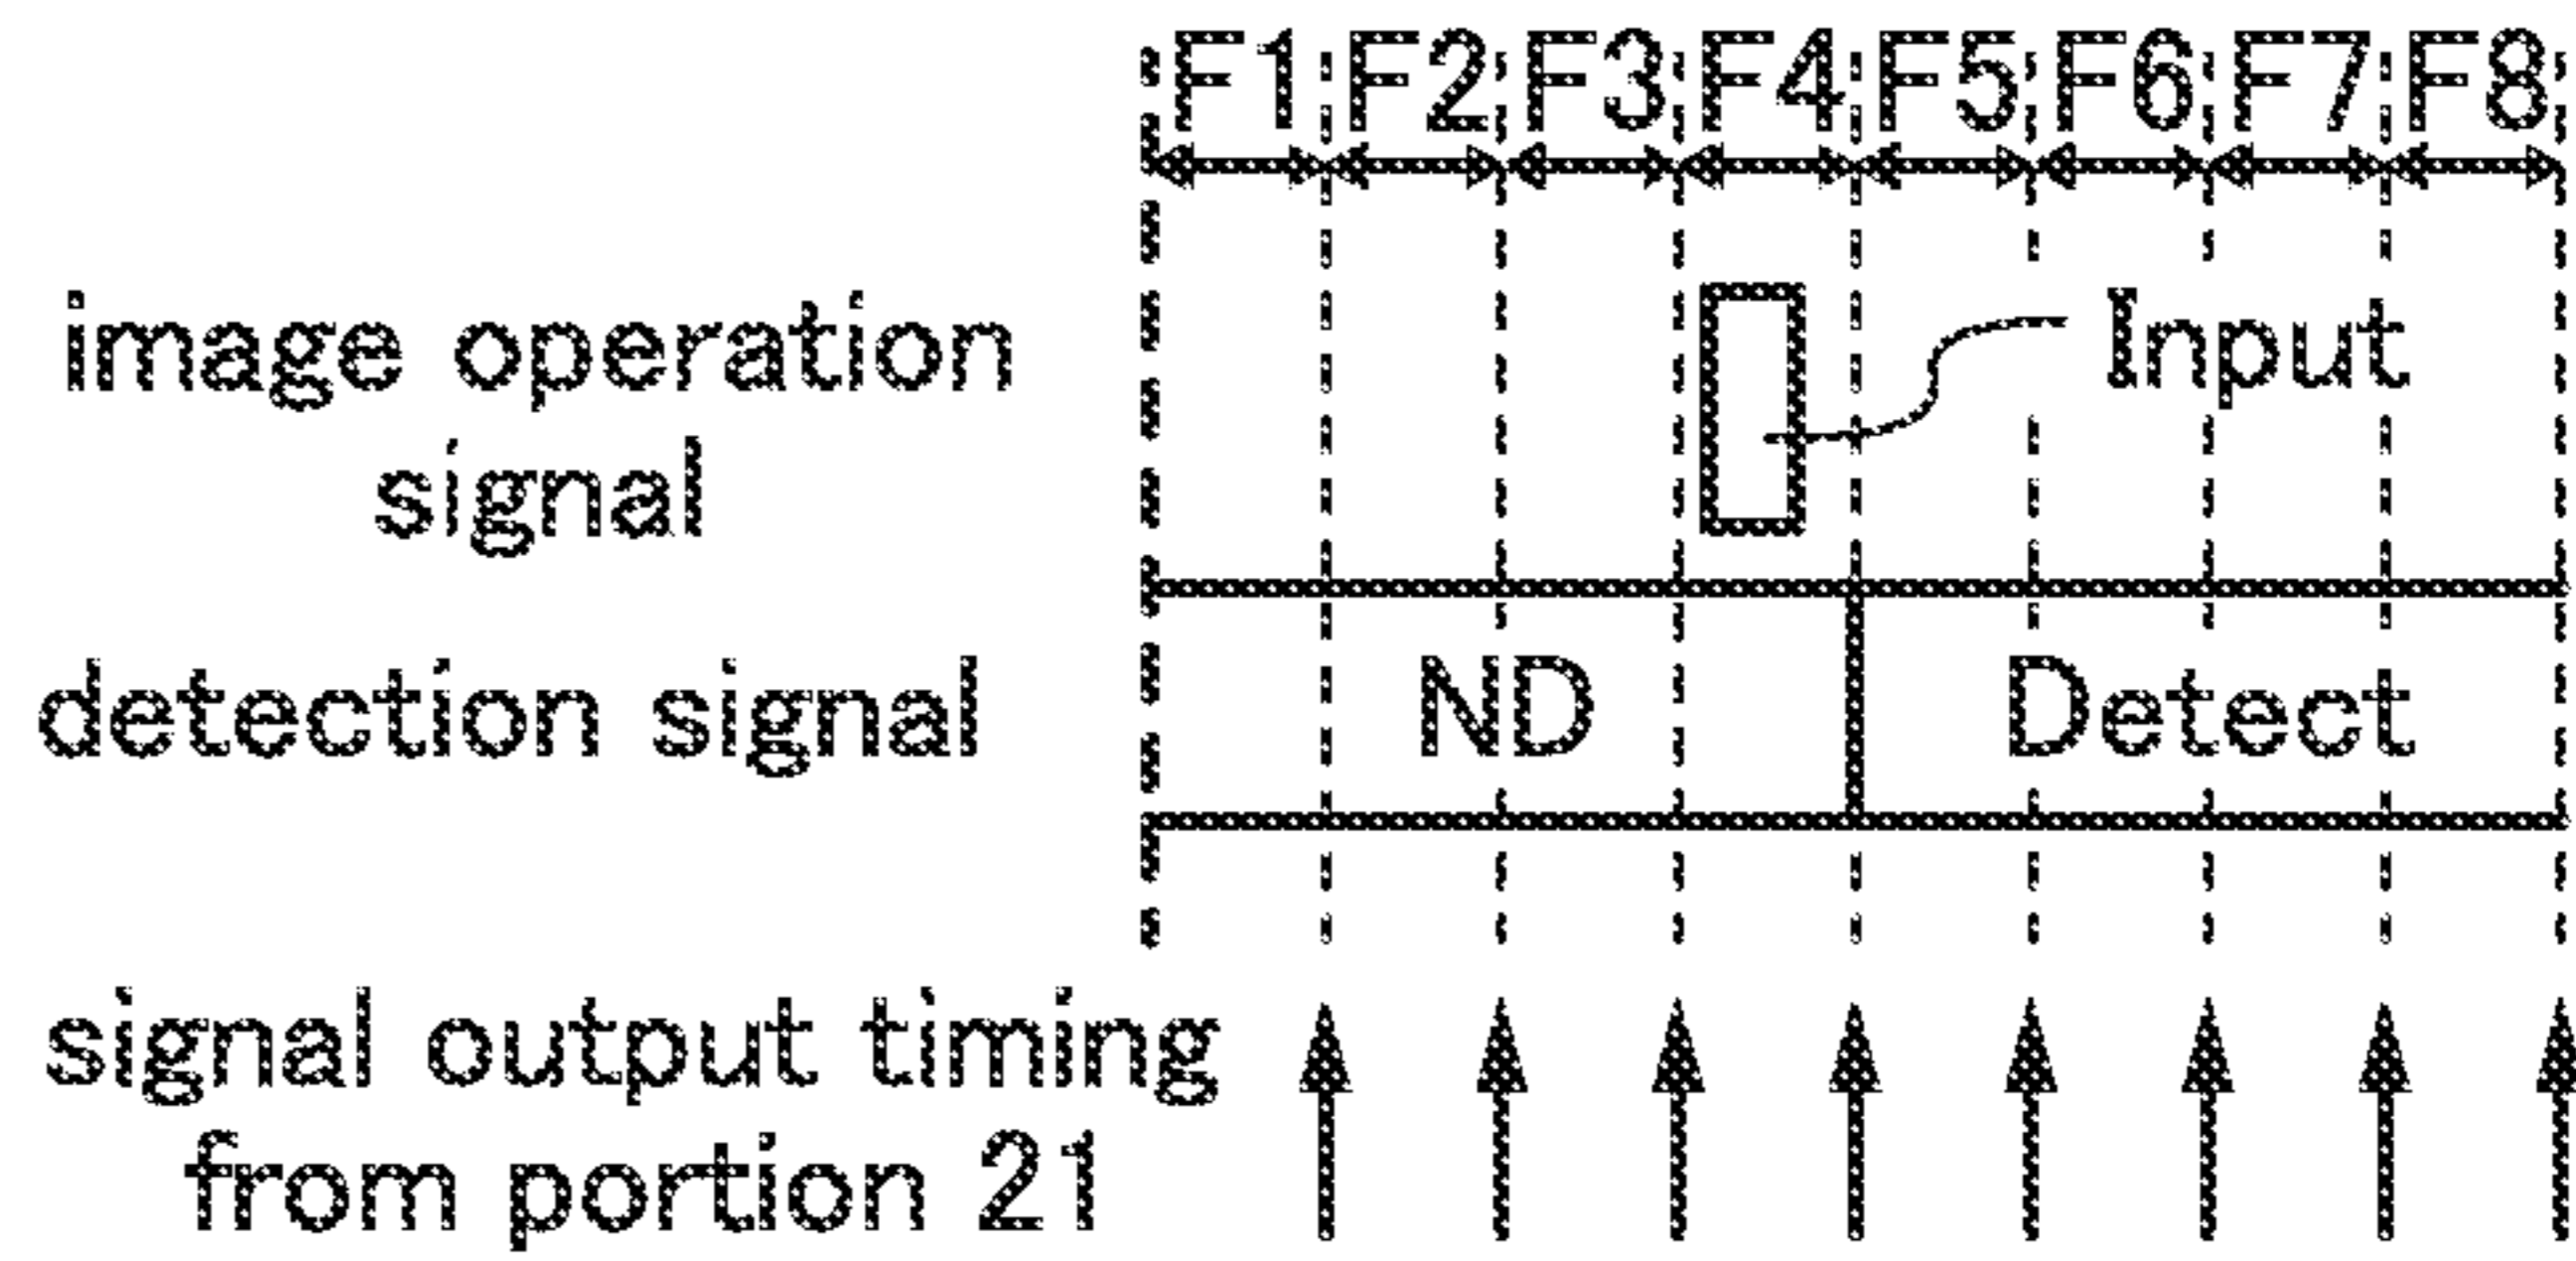 F1 F2 F3 F4 F5 F6 F7 F8
image operation
signal
Input
detection signal
ND
Detect
signal output timing
from portion 21